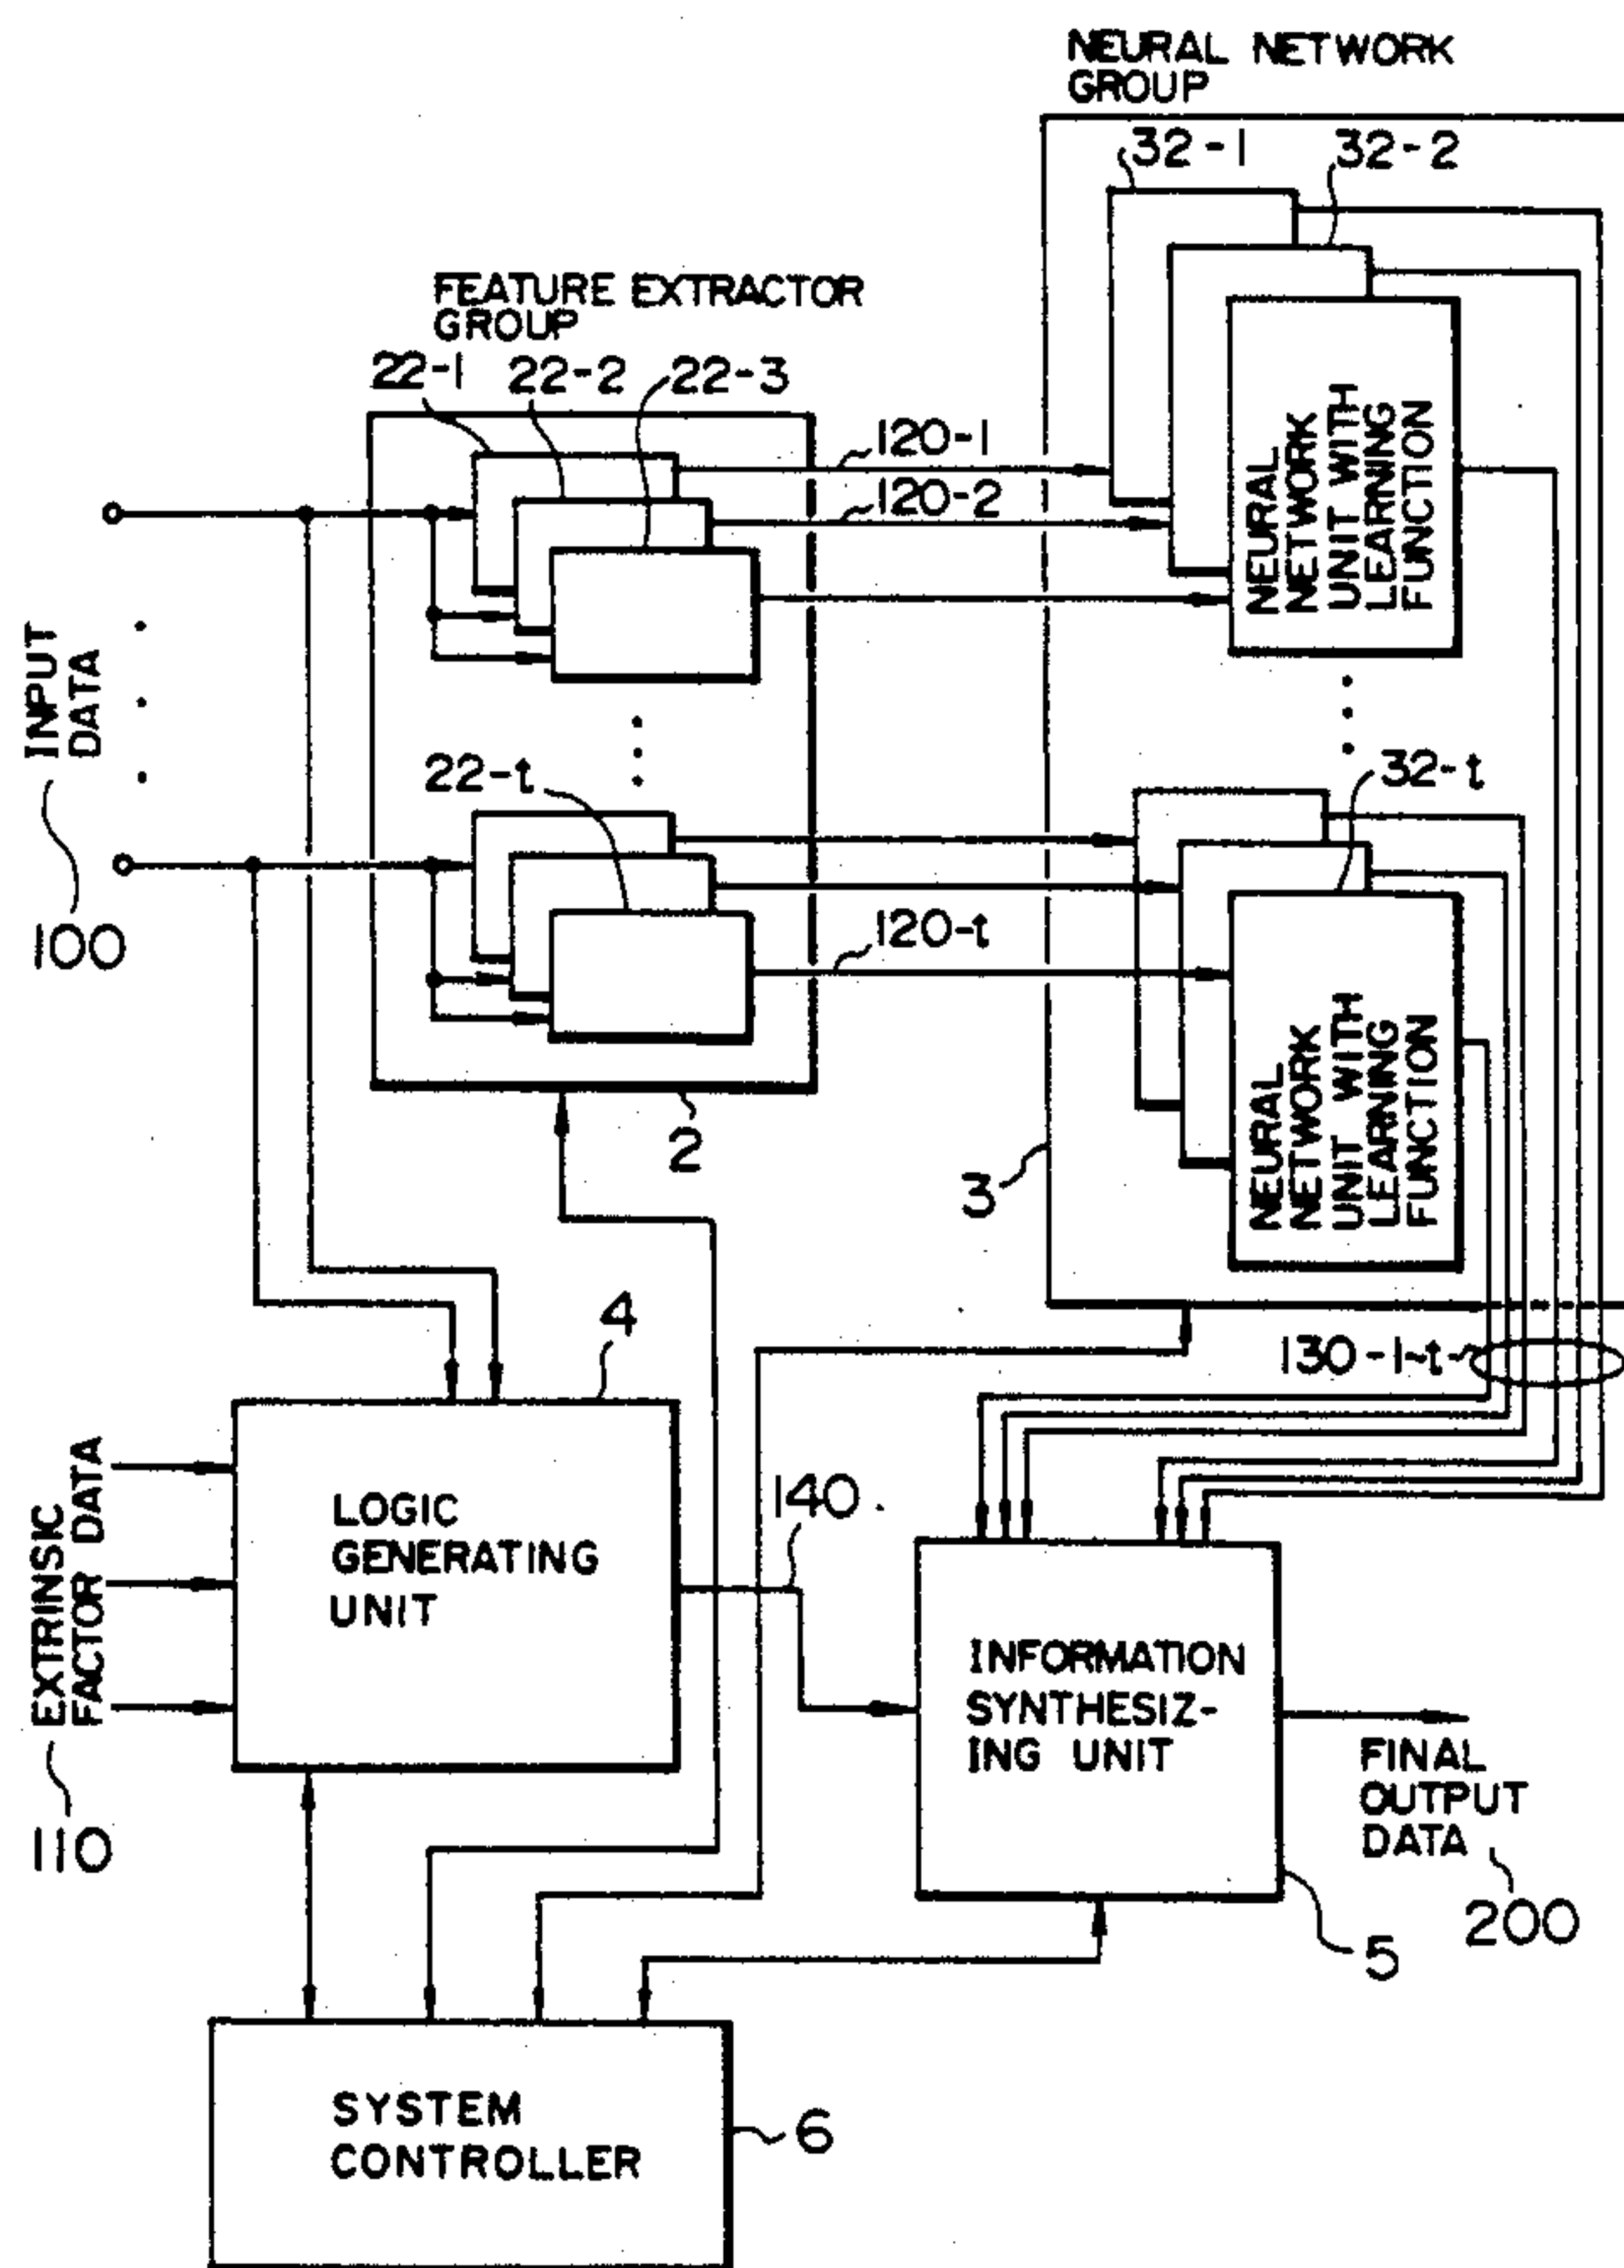 NEURAL NETWORK
GROUP
32-1
32-2
FEATURE EXTRACTOR
GROUP
22-1
22-2
22-3
120-1
120-2
NEURAL
NETWORK
UNIT WITH
LEARNING
FUNCTION
INPUT
DATA
100
22-t
32-t
120-t
NEURAL
NETWORK
UNIT WITH
LEARNING
FUNCTION
2
3
4
130-1~t
EXTRINSIC
FACTOR DATA
110
LOGIC
GENERATING
UNIT
140
INFORMATION
SYNTHESIZ-
ING UNIT
FINAL
OUTPUT
DATA
200
5
SYSTEM
CONTROLLER
6